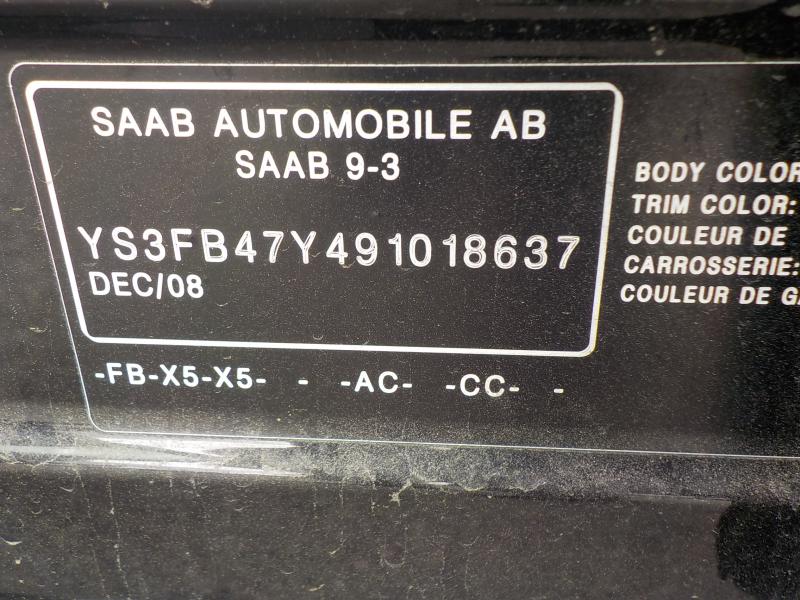 SAAB AUTOMOBILE AB
SAAB 9-3
YS3FB47Y491018637
DEC/08
-FB-X5-X5- - -AC- -CC- -
BODY COLOR
TRIM COLOR:
COULEUR DE
CARROSSERIE:
COULEUR DE